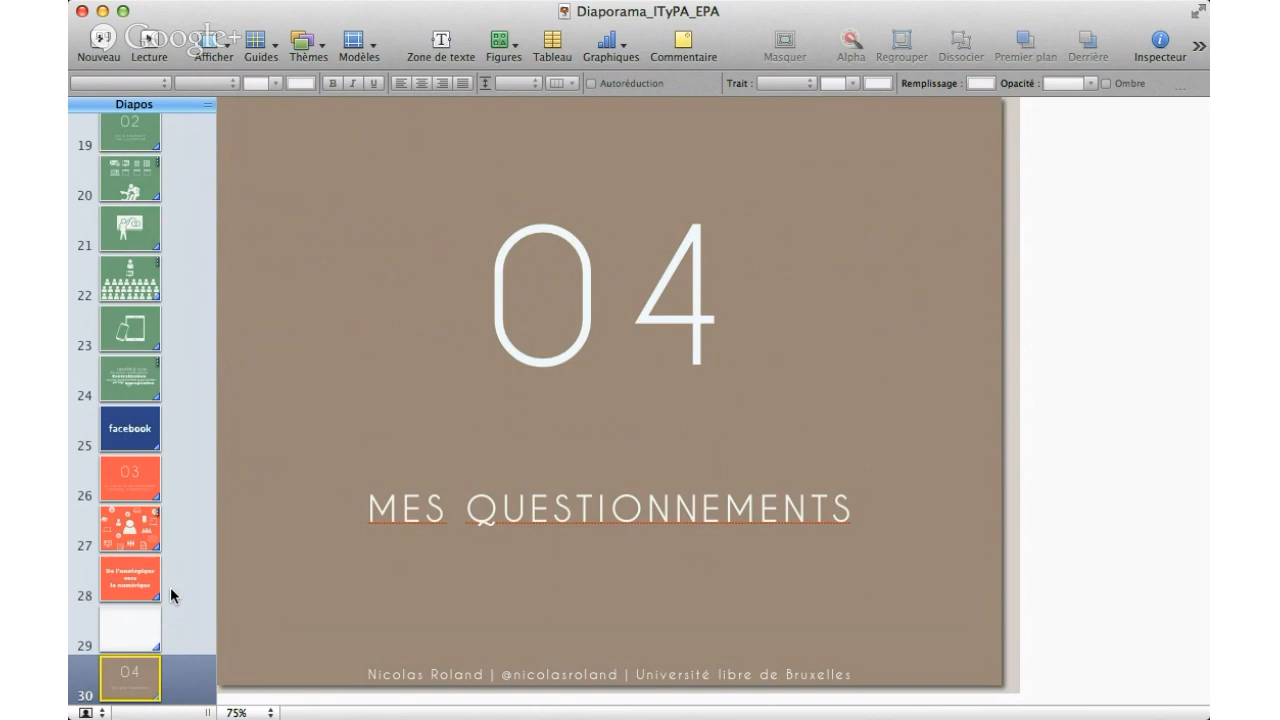 Diaporama_ITyPA_EPA
Google+
Nouveau Lecture Afficher Guides Thèmes Modèles Zone de texte Figures Tableau Graphiques Commentaire Masquer Alpha Regrouper Dissocier Premier plan Derrière Inspecteur
B I U Autoréduction Trait : Remplissage : Opacité : Ombre
Diapos
02
19
20
21
22
23
24
facebook
25
03
26
27
De l'analogique
vers
le numérique
28
29
04
30
04
MES QUESTIONNEMENTS
Nicolas Roland | @nicolasroland | Université libre de Bruxelles
75%